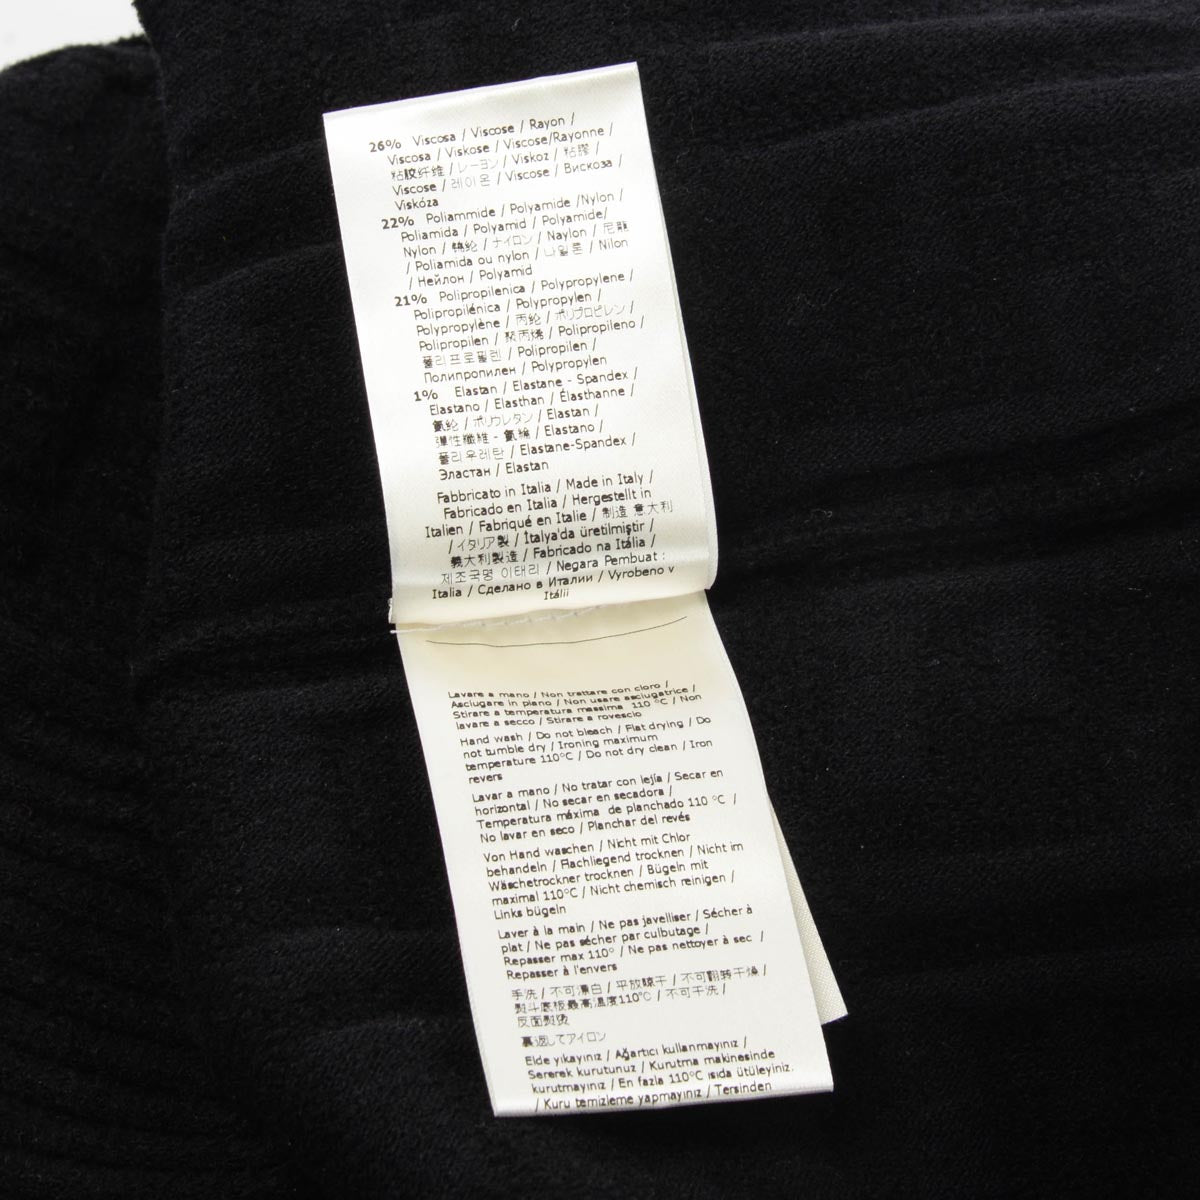 26% Viscosa / Viscose / Rayon /
Viscosa / Viskose / Viscose/Rayonne /
粘胶纤维 / レーヨン / Viskoz / 粘膠 /
Viscose / 레이온 / Viscose / Вискоза /
Viskóza
22% Poliammide / Polyamide /Nylon /
Poliamida / Polyamid / Polyamide/
Nylon / 锦纶 / ナイロン / Naylon / 尼龍
/ Poliamida ou nylon / 나일론 / Nilon
/ Нейлон / Polyamid
21% Polipropilenica / Polypropylene /
Polipropilénica / Polypropylen /
Polypropylène / 丙纶 / ポリプロピレン /
Polipropilen / 聚丙烯 / Polipropileno /
폴리프로필렌 / Polipropilen /
Полипропилен / Polypropylen
1% Elastan / Elastane - Spandex /
Elastano / Elasthan / Élasthanne /
氨纶 / ポリウレタン / Elastan /
彈性纖維 - 氨綸 / Elastano /
폴리우레탄 / Elastane-Spandex /
Эластан / Elastan
Fabbricato in Italia / Made in Italy /
Fabricado en Italia / Hergestellt in
Italien / Fabriqué en Italie / 制造 意大利
/ イタリア製 / İtalya'da üretilmiştir /
義大利製造 / Fabricado na Itália /
제조국명 이태리 / Negara Pembuat :
Italia / Сделано в Италии / Vyrobeno v
Itálii
Lavare a mano / Non trattare con cloro /
Asciugare in piano / Non usare asciugatrice /
Stirare a temperatura massima 110 °C / Non
lavare a secco / Stirare a rovescio
Hand wash / Do not bleach / Flat drying / Do
not tumble dry / Ironing maximum
temperature 110°C / Do not dry clean / Iron
revers
Lavar a mano / No tratar con lejía / Secar en
horizontal / No secar en secadora /
Temperatura máxima de planchado 110 °C /
No lavar en seco / Planchar del revés
Von Hand waschen / Nicht mit Chlor
behandeln / Flachliegend trocknen / Nicht im
Wäschetrockner trocknen / Bügeln mit
maximal 110°C / Nicht chemisch reinigen /
Links bügeln
Laver à la main / Ne pas javelliser / Sécher à
plat / Ne pas sécher par culbutage /
Repasser max 110° / Ne pas nettoyer à sec /
Repasser à l'envers
手洗 / 不可漂白 / 平放晾干 / 不可翻转干燥 /
熨斗底板最高温度110°C / 不可干洗 /
反面熨烫
裏返してアイロン
Elde yıkayınız / Ağartıcı kullanmayınız /
Sererek kurutunuz / Kurutma makinesinde
kurutmayınız / En fazla 110°C ısıda ütüleyiniz.
/ Kuru temizleme yapmayınız / Tersinden